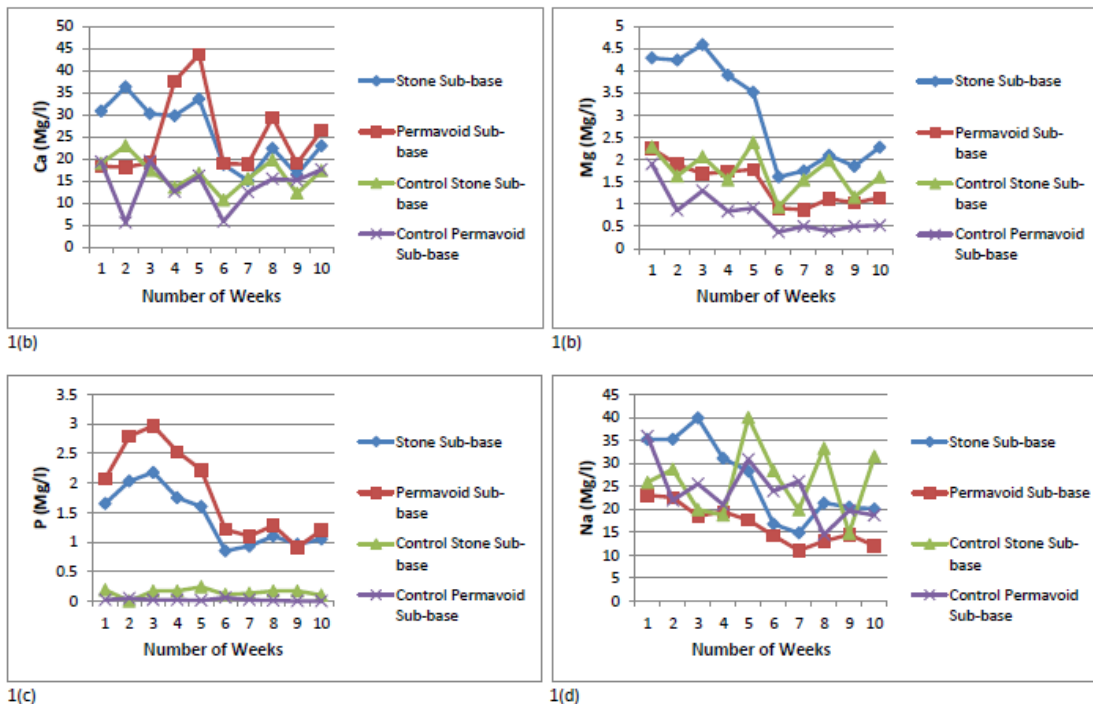 50
45
40
35
30
25
20
15
10
5
0
Ca (Mg/l)
1 2 3 4 5 6 7 8 9 10
Number of Weeks
Stone Sub-base
Permavoid Sub-
base
Control Stone Sub-
base
Control Permavoid
Sub-base
1(b)
5
4.5
4
3.5
3
2.5
2
1.5
1
0.5
0
Mg (Mg/l)
1 2 3 4 5 6 7 8 9 10
Number of Weeks
Stone Sub-base
Permavoid Sub-
base
Control Stone Sub-
base
Control Permavoid
Sub-base
1(b)
3.5
3
2.5
2
1.5
1
0.5
0
P (Mg/l)
1 2 3 4 5 6 7 8 9 10
Number of Weeks
Stone Sub-base
Permavoid Sub-
base
Control Stone Sub-
base
Control Permavoid
Sub-base
1(c)
45
40
35
30
25
20
15
10
5
0
Na (Mg/l)
1 2 3 4 5 6 7 8 9 10
Number of Weeks
Stone Sub-base
Permavoid Sub-base
Control Stone Sub-
base
Control Permavoid
Sub-base
1(d)